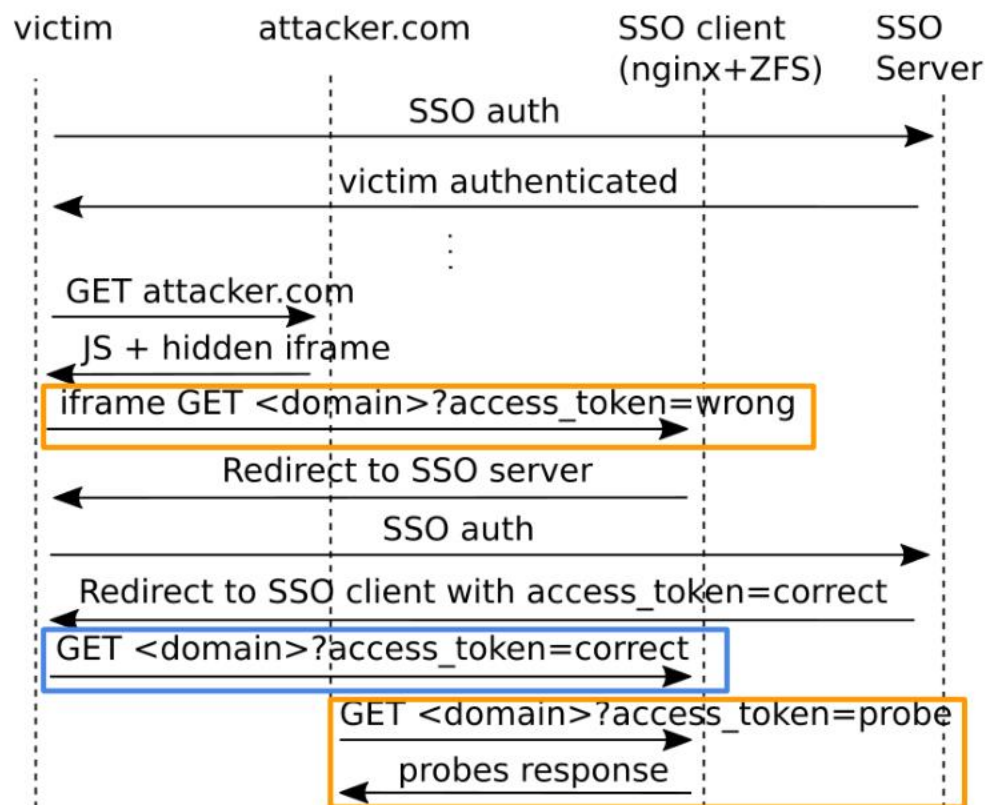 victim attacker.com SSO client SSO
(nginx+ZFS) Server
SSO auth
victim authenticated
GET attacker.com
JS + hidden iframe
iframe GET <domain>?access_token=wrong
Redirect to SSO server
SSO auth
Redirect to SSO client with access_token=correct
GET <domain>?access_token=correct
GET <domain>?access_token=probe
probes response